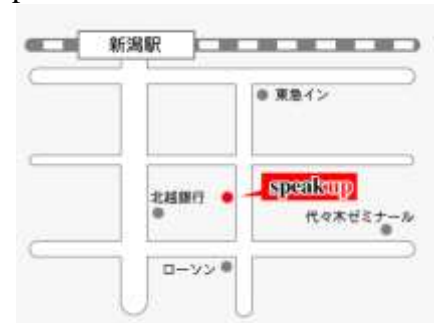 新潟駅
東急イン
speakup
北越銀行
代々木ゼミナール
ローソン